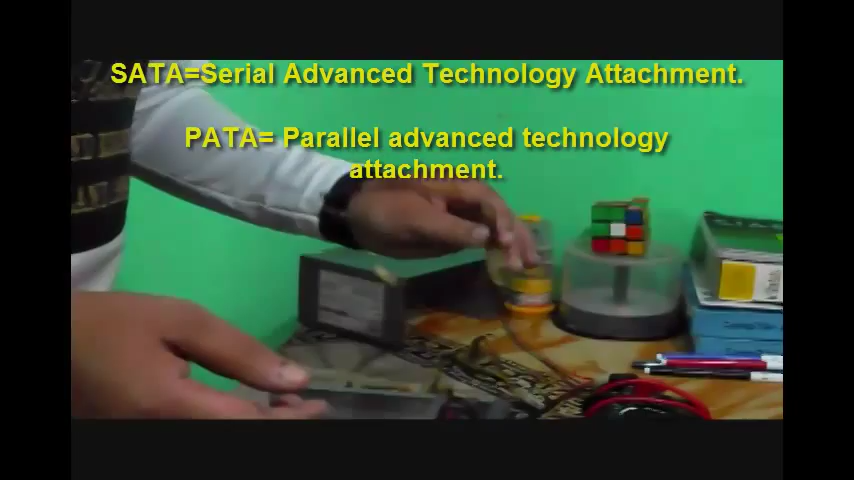 SATA=Serial Advanced Technology Attachment.
PATA= Parallel advanced technology
attachment.